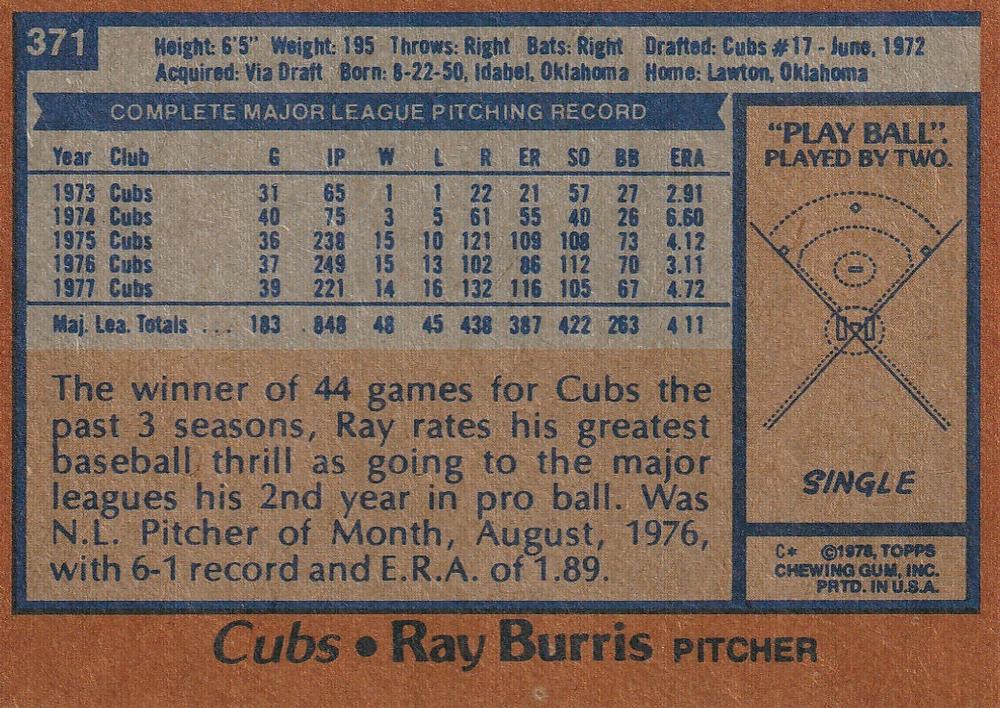 371
Height: 6'5" Weight: 195 Throws: Right Bats: Right Drafted: Cubs #17 - June, 1972
Acquired: Via Draft Born: 8-22-50, Idabel, Oklahoma Home: Lawton, Oklahoma
COMPLETE MAJOR LEAGUE PITCHING RECORD
Year Club G IP W L R ER SO BB ERA
1973 Cubs 31 65 1 1 22 21 57 27 2.91
1974 Cubs 40 75 3 5 61 55 40 26 6.60
1975 Cubs 36 238 15 10 121 109 108 73 4.12
1976 Cubs 37 249 15 13 102 86 112 70 3.11
1977 Cubs 39 221 14 16 132 116 105 67 4.72
Maj. Lea. Totals ... 183 848 48 45 438 387 422 263 4 11
The winner of 44 games for Cubs the
past 3 seasons, Ray rates his greatest
baseball thrill as going to the major
leagues his 2nd year in pro ball. Was
N.L. Pitcher of Month, August, 1976,
with 6-1 record and E.R.A. of 1.89.
"PLAY BALL".
PLAYED BY TWO.
SINGLE
C* ©1978, TOPPS
CHEWING GUM, INC.
PRTD. IN U.S.A.
Cubs • Ray Burris PITCHER